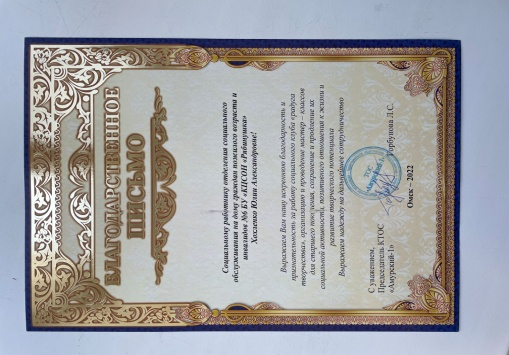 БЛАГОДАРСТВЕННОЕ
ПИСЬМО
Социальному работнику отделения социального
обслуживания на дому граждан пожилого возраста и
инвалидов №6 БУ «КЦСОН «Рябинушка»
Юлии Александровне!
Выражаем Вам нашу искреннюю благодарность и
признательность за работу социального клуба «радуга
творчества», организацию и проведение мастер – классов
для старшего поколения, сохранение и продление их
социальной активности, позитивного отношения к жизни и
развитие творческого потенциала
Выражаем надежду на дальнейшее сотрудничество
С уважением,
Председатель КТОС
«Амурский-1»
Горбунова Л.С.
Омск – 2022